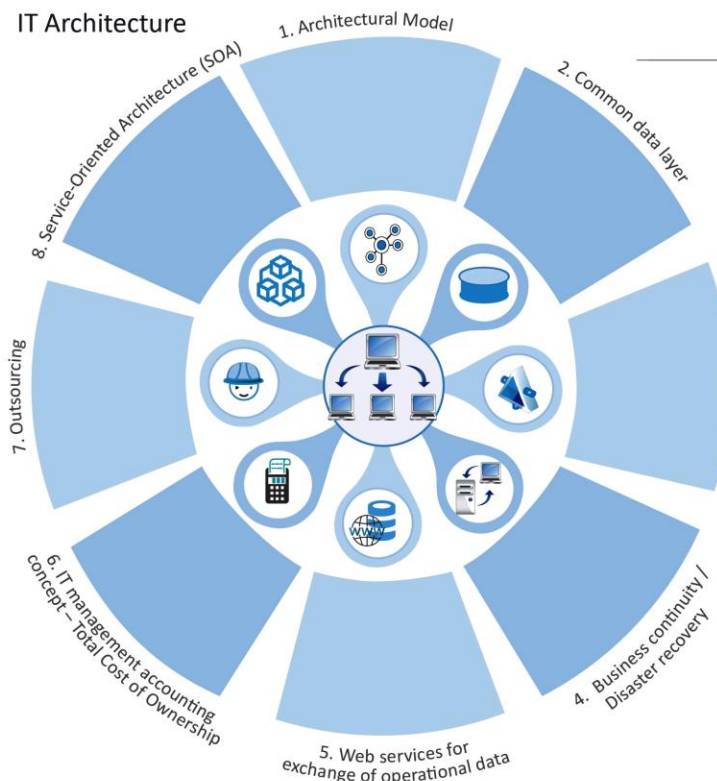 IT Architecture
1. Architectural Model
2. Common data layer
4. Business continuity /
Disaster recovery
5. Web services for
exchange of operational data
6. IT management accounting
concept – Total Cost of
Ownership
7. Outsourcing
8. Service-Oriented Architecture (SOA)
WWW